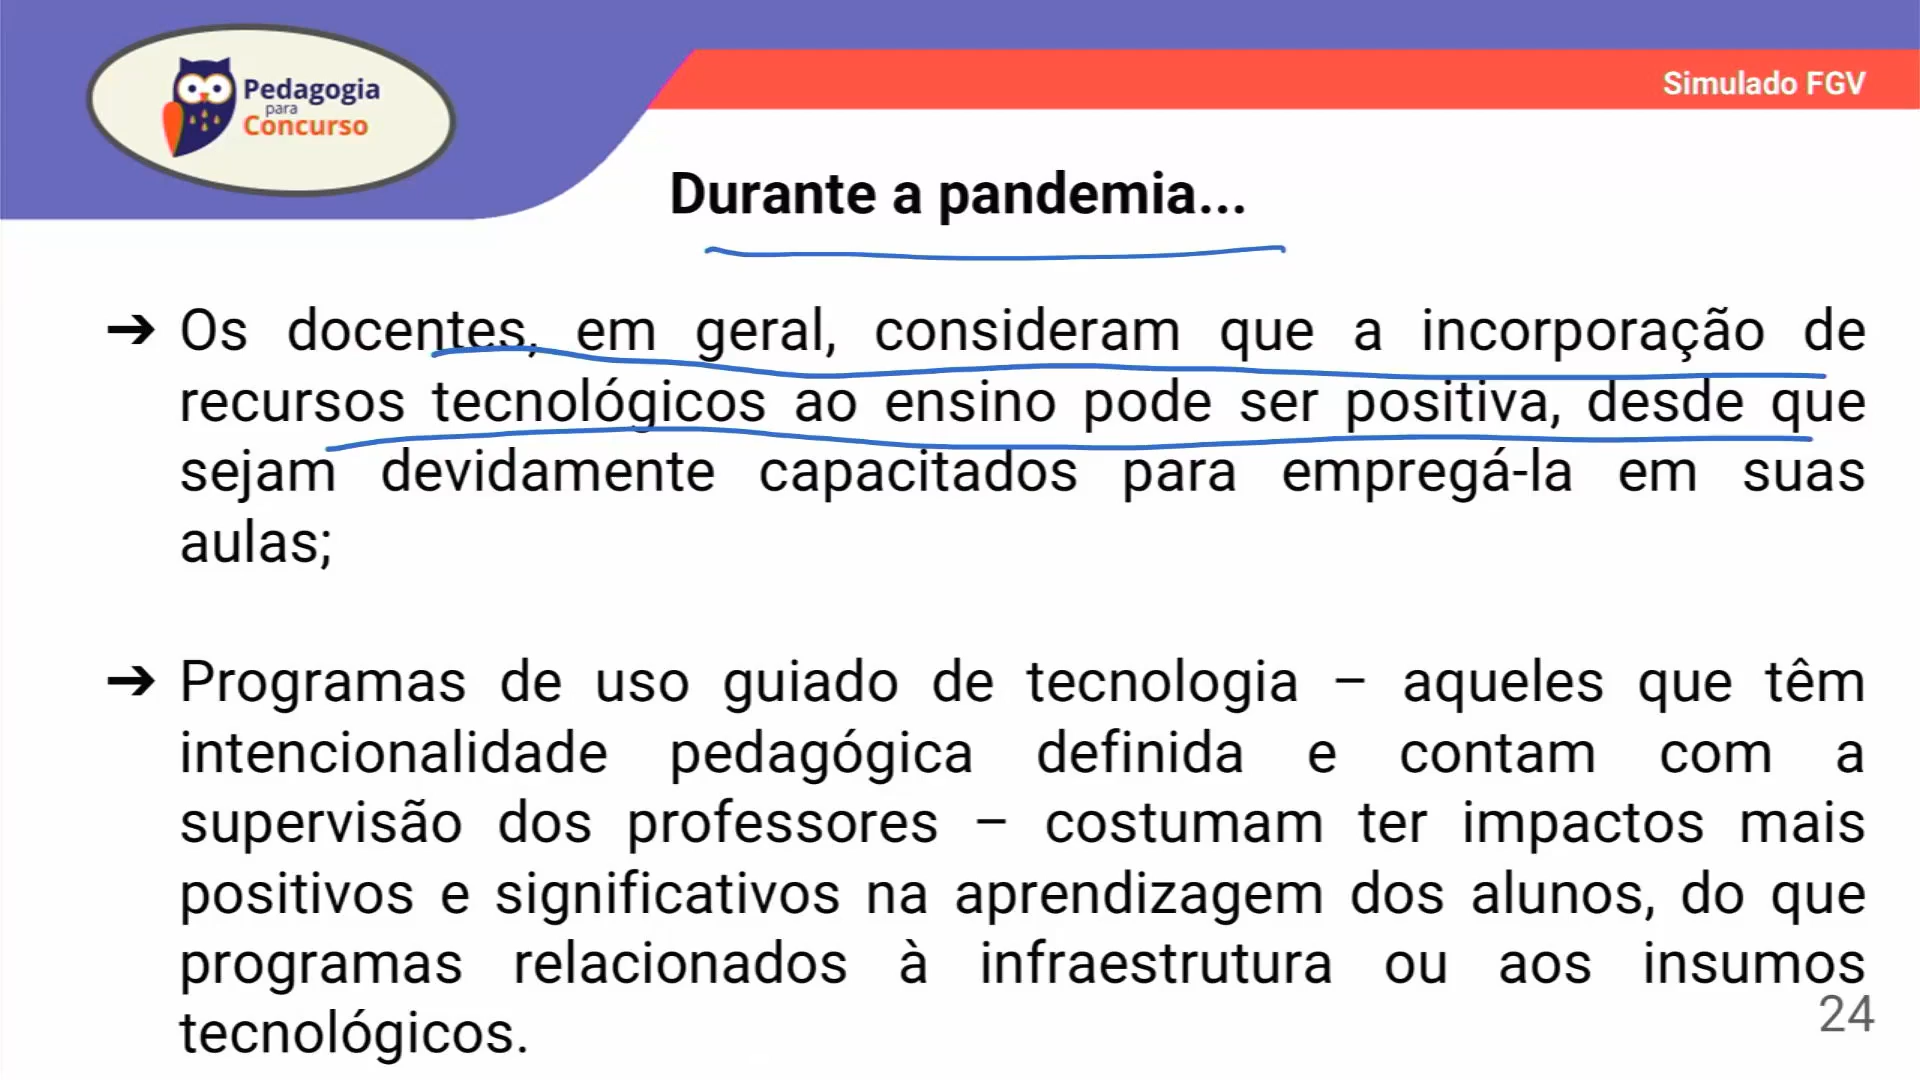 Pedagogia
para
Concurso
Simulado FGV
Durante a pandemia...
➔ Os docentes, em geral, consideram que a incorporação de
recursos tecnológicos ao ensino pode ser positiva, desde que
sejam devidamente capacitados para empregá-la em suas
aulas;
➔ Programas de uso guiado de tecnologia – aqueles que têm
intencionalidade pedagógica definida e contam com a
supervisão dos professores – costumam ter impactos mais
positivos e significativos na aprendizagem dos alunos, do que
programas relacionados à infraestrutura ou aos insumos
tecnológicos.
24